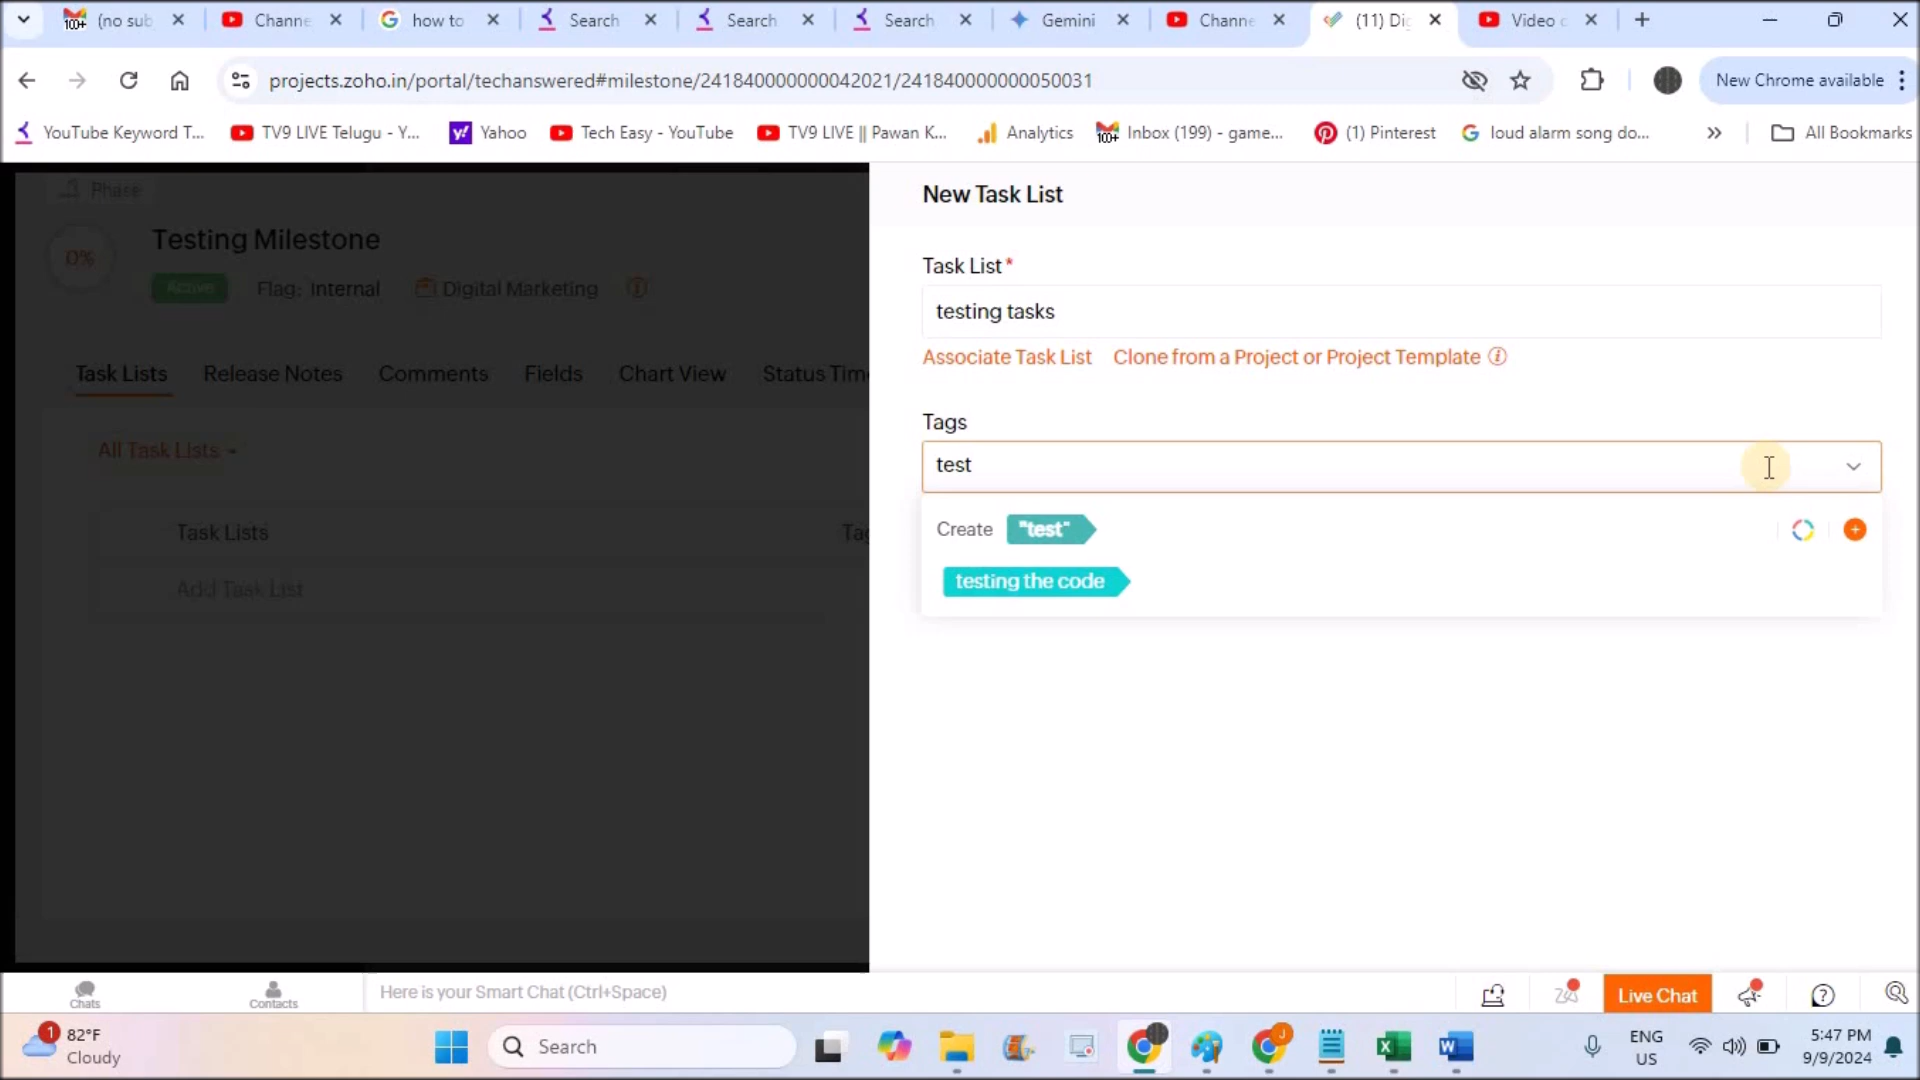 (no sub
Channe
how to
Search
Search
Search
Gemini
Channe
(11) Di
Video
projects.zoho.in/portal/techanswered#milestone/241840000000042021/241840000000050031
New Chrome available
YouTube Keyword T...
TV9 LIVE Telugu - Y...
Yahoo
Tech Easy - YouTube
TV9 LIVE || Pawan K...
Analytics
Inbox (199) - game...
(1) Pinterest
loud alarm song do...
All Bookmarks
Phase
0%
Testing Milestone
Active
Flag: Internal
Digital Marketing
Task Lists
Release Notes
Comments
Fields
Chart View
Status Time
All Task Lists
Task Lists
Tag
Add Task List
New Task List
Task List*
testing tasks
Associate Task List
Clone from a Project or Project Template
Tags
test
Create "test"
testing the code
Chats
Contacts
Here is your Smart Chat (Ctrl+Space)
Live Chat
1
82°F
Cloudy
Search
ENG
US
5:47 PM
9/9/2024